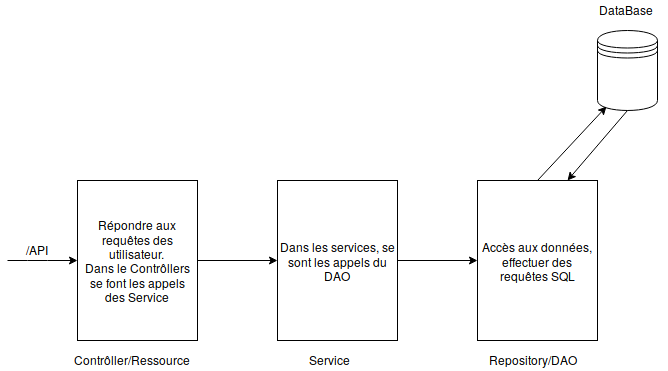 DataBase
/API
Répondre aux
requêtes des
utilisateur.
Dans le Contrôllers
se font les appels
des Service
Dans les services, se
sont les appels du
DAO
Accès aux données,
effectuer des
requêtes SQL
Contrôller/Ressource
Service
Repository/DAO